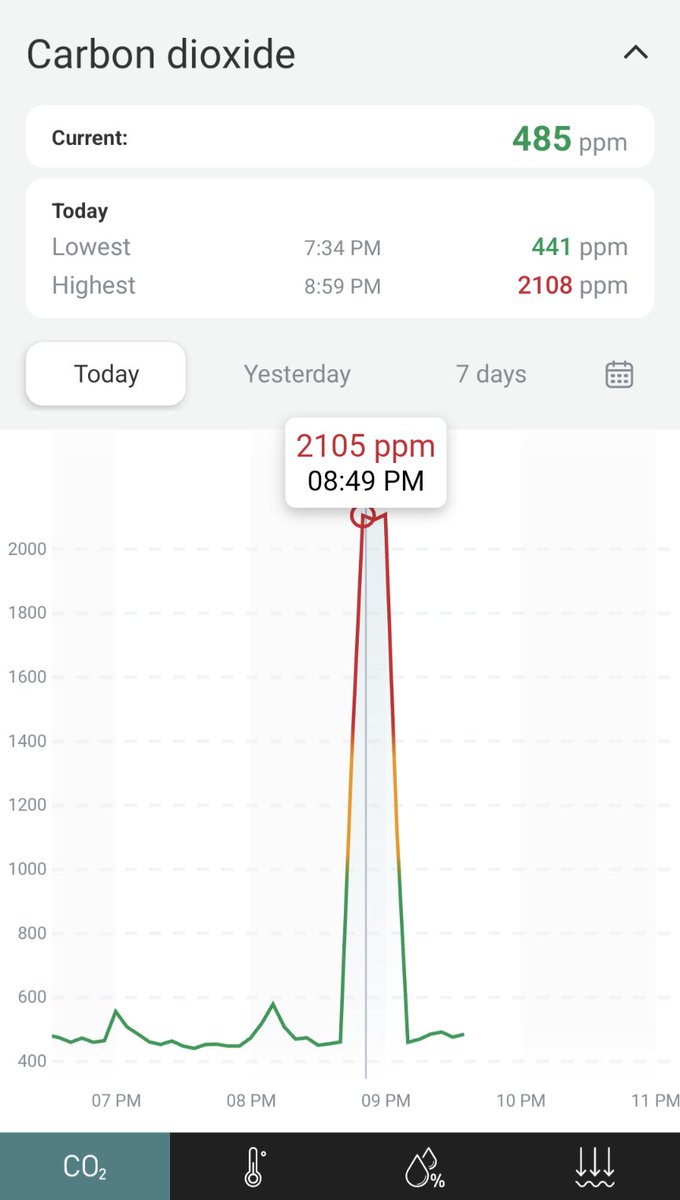 Carbon dioxide
Current: 485 ppm
Today
Lowest 7:34 PM 441 ppm
Highest 8:59 PM 2108 ppm
Today Yesterday 7 days
2105 ppm
08:49 PM
2000
1800
1600
1400
1200
1000
800
600
400
07 PM 08 PM 09 PM 10 PM 11 PM
CO₂ ° %